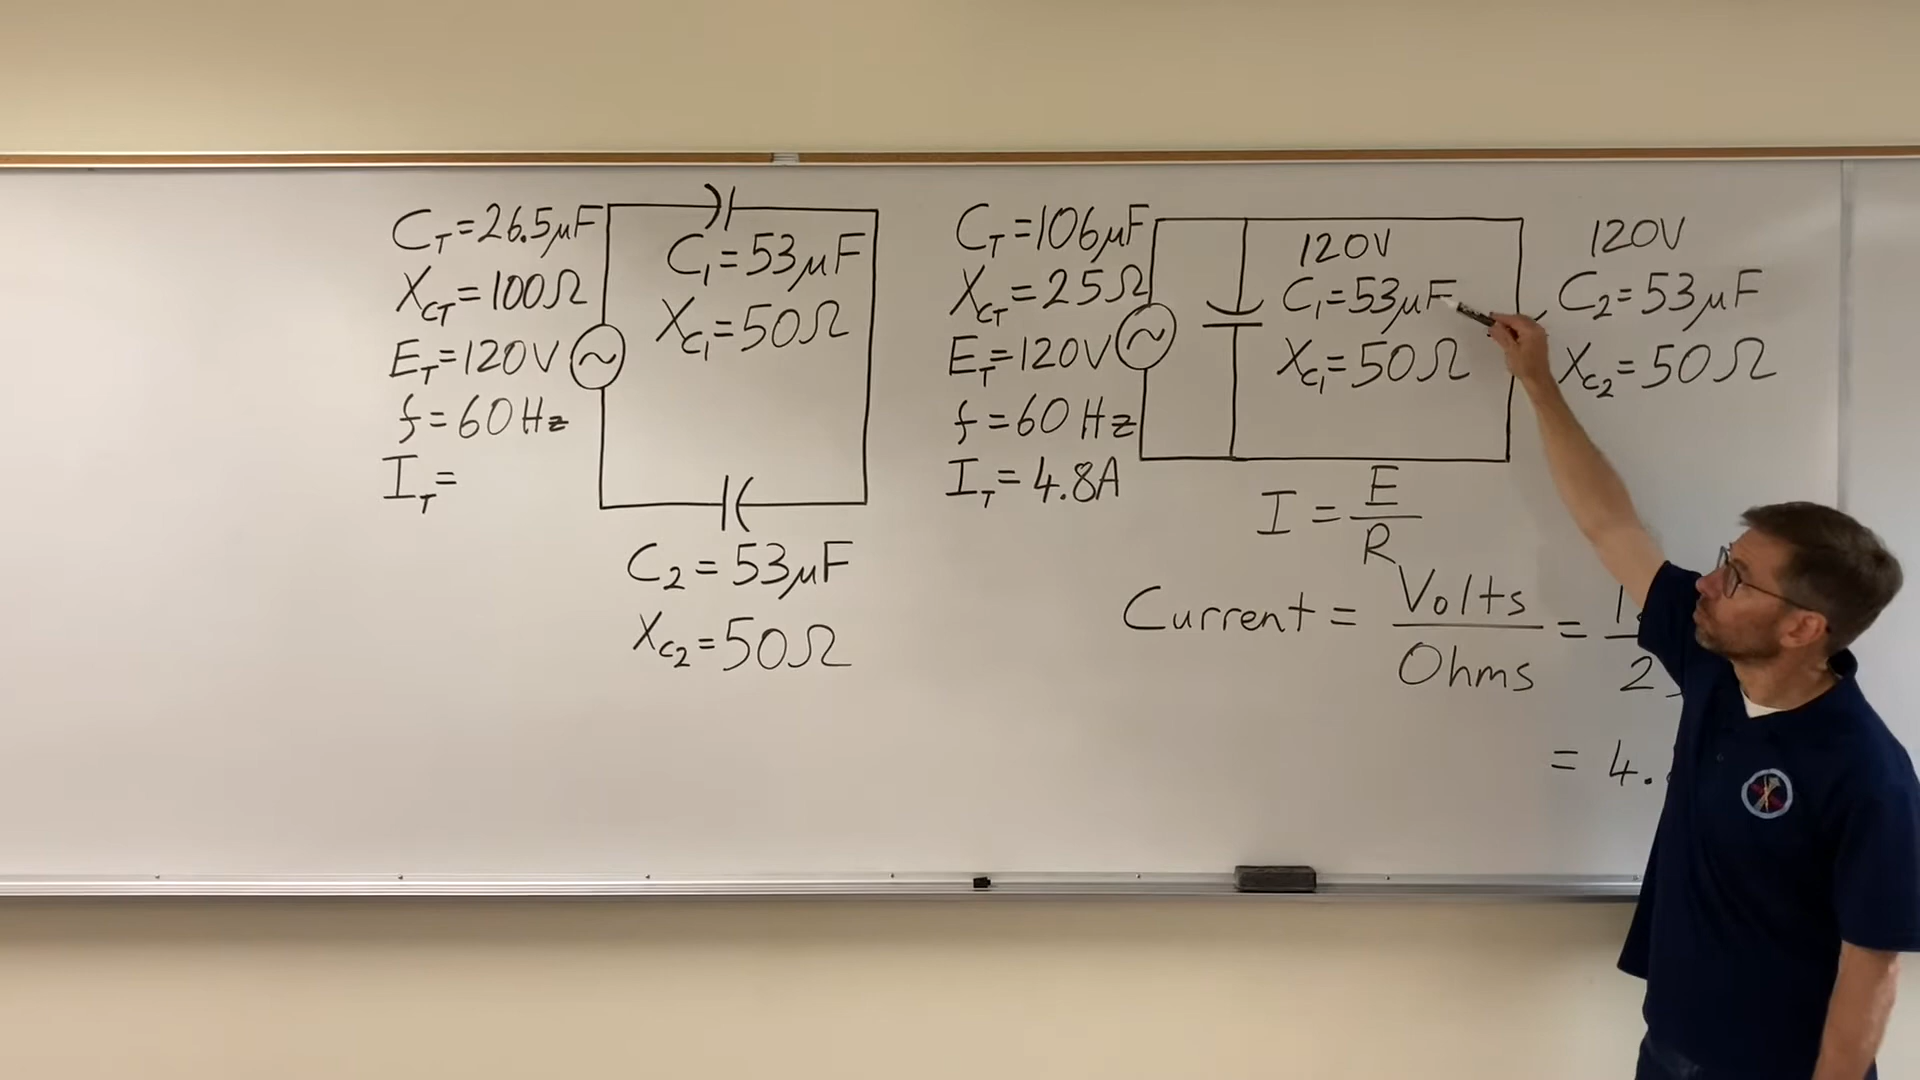 C_T=26.5μF
X_CT=100Ω
E_T=120V
f=60Hz
I_T=
C₁=53μF
X_C₁=50Ω
C₂=53μF
X_C₂=50Ω
C_T=106μF
X_CT=25Ω
E_T=120V
f=60Hz
I_T=4.8A
120V
C₁=53μF
X_C₁=50Ω
120V
C₂=53μF
X_C₂=50Ω
I = E/R
Current = Volts/Ohms =
= 4.